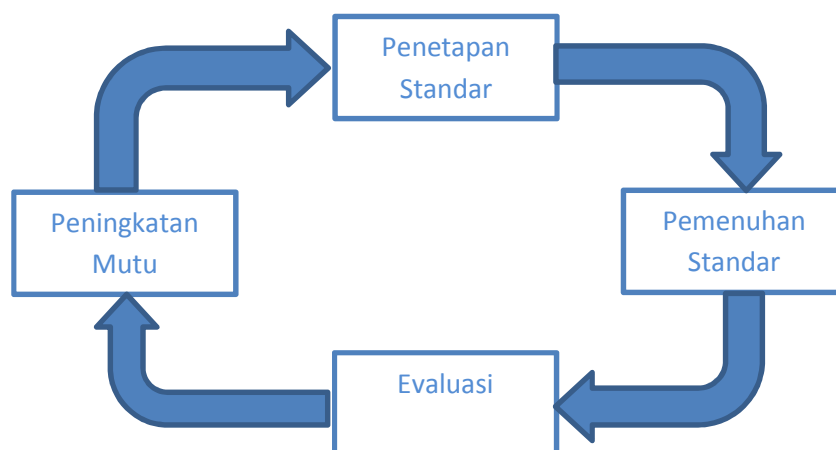 Penetapan
Standar
Peningkatan
Mutu
Pemenuhan
Standar
Evaluasi